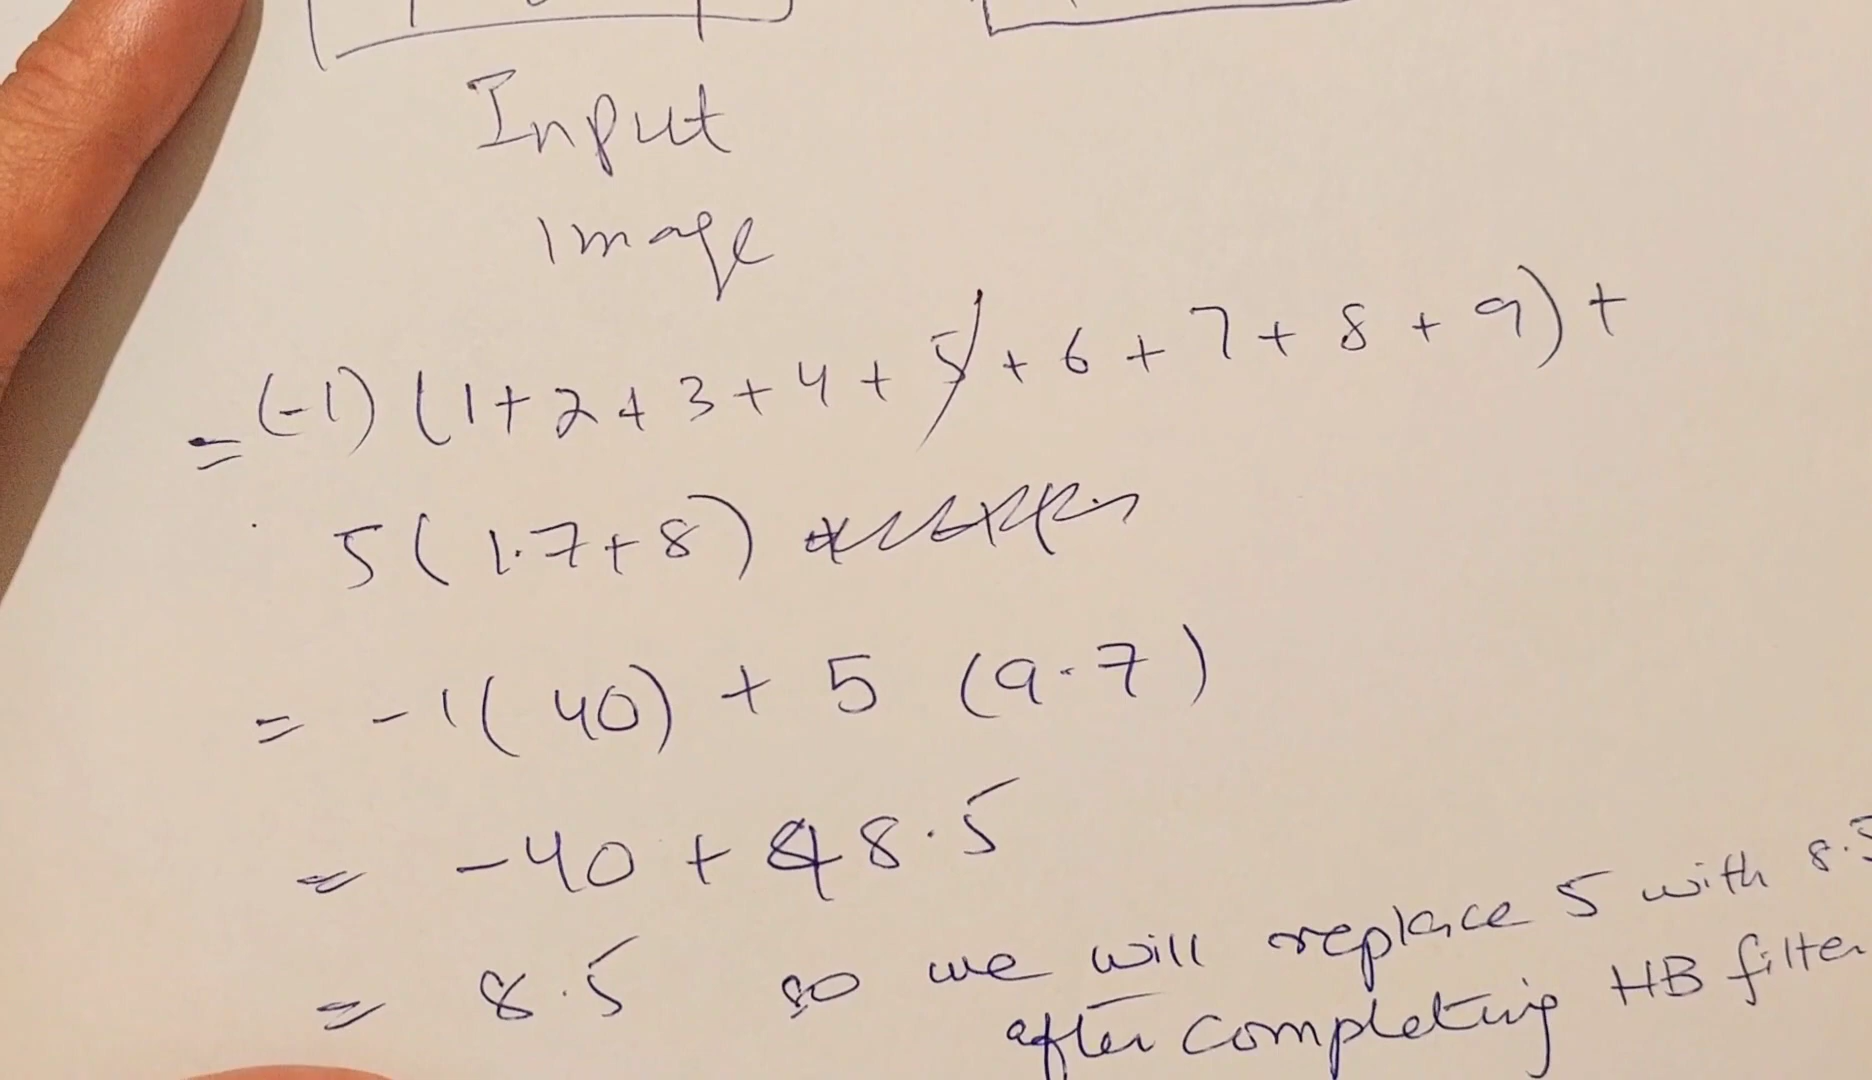 Input
Image
= (-1) (1+2+3+4+5+6+7+8+9)+
5(1.7+8)
= -1(40) + 5 (9.7)
= -40 + 48.5
= 8.5 so we will replace 5 with 8.5
after completing HB filter